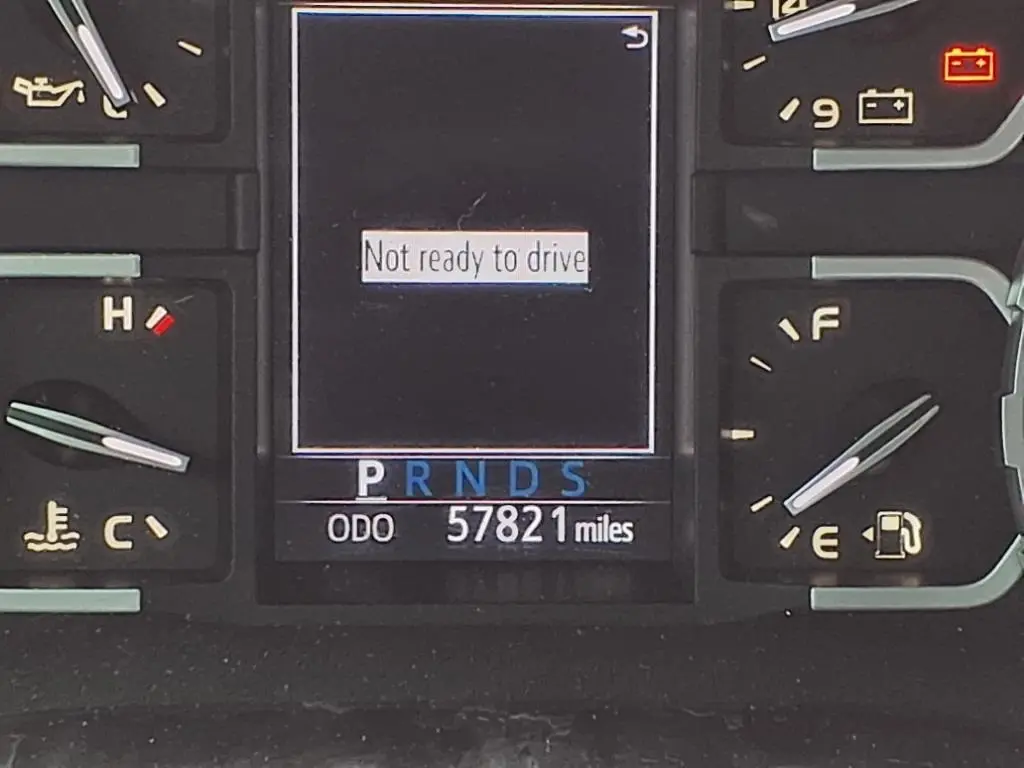 9
Not ready to drive
H
F
P R N D S
C
ODO 57821 miles
E